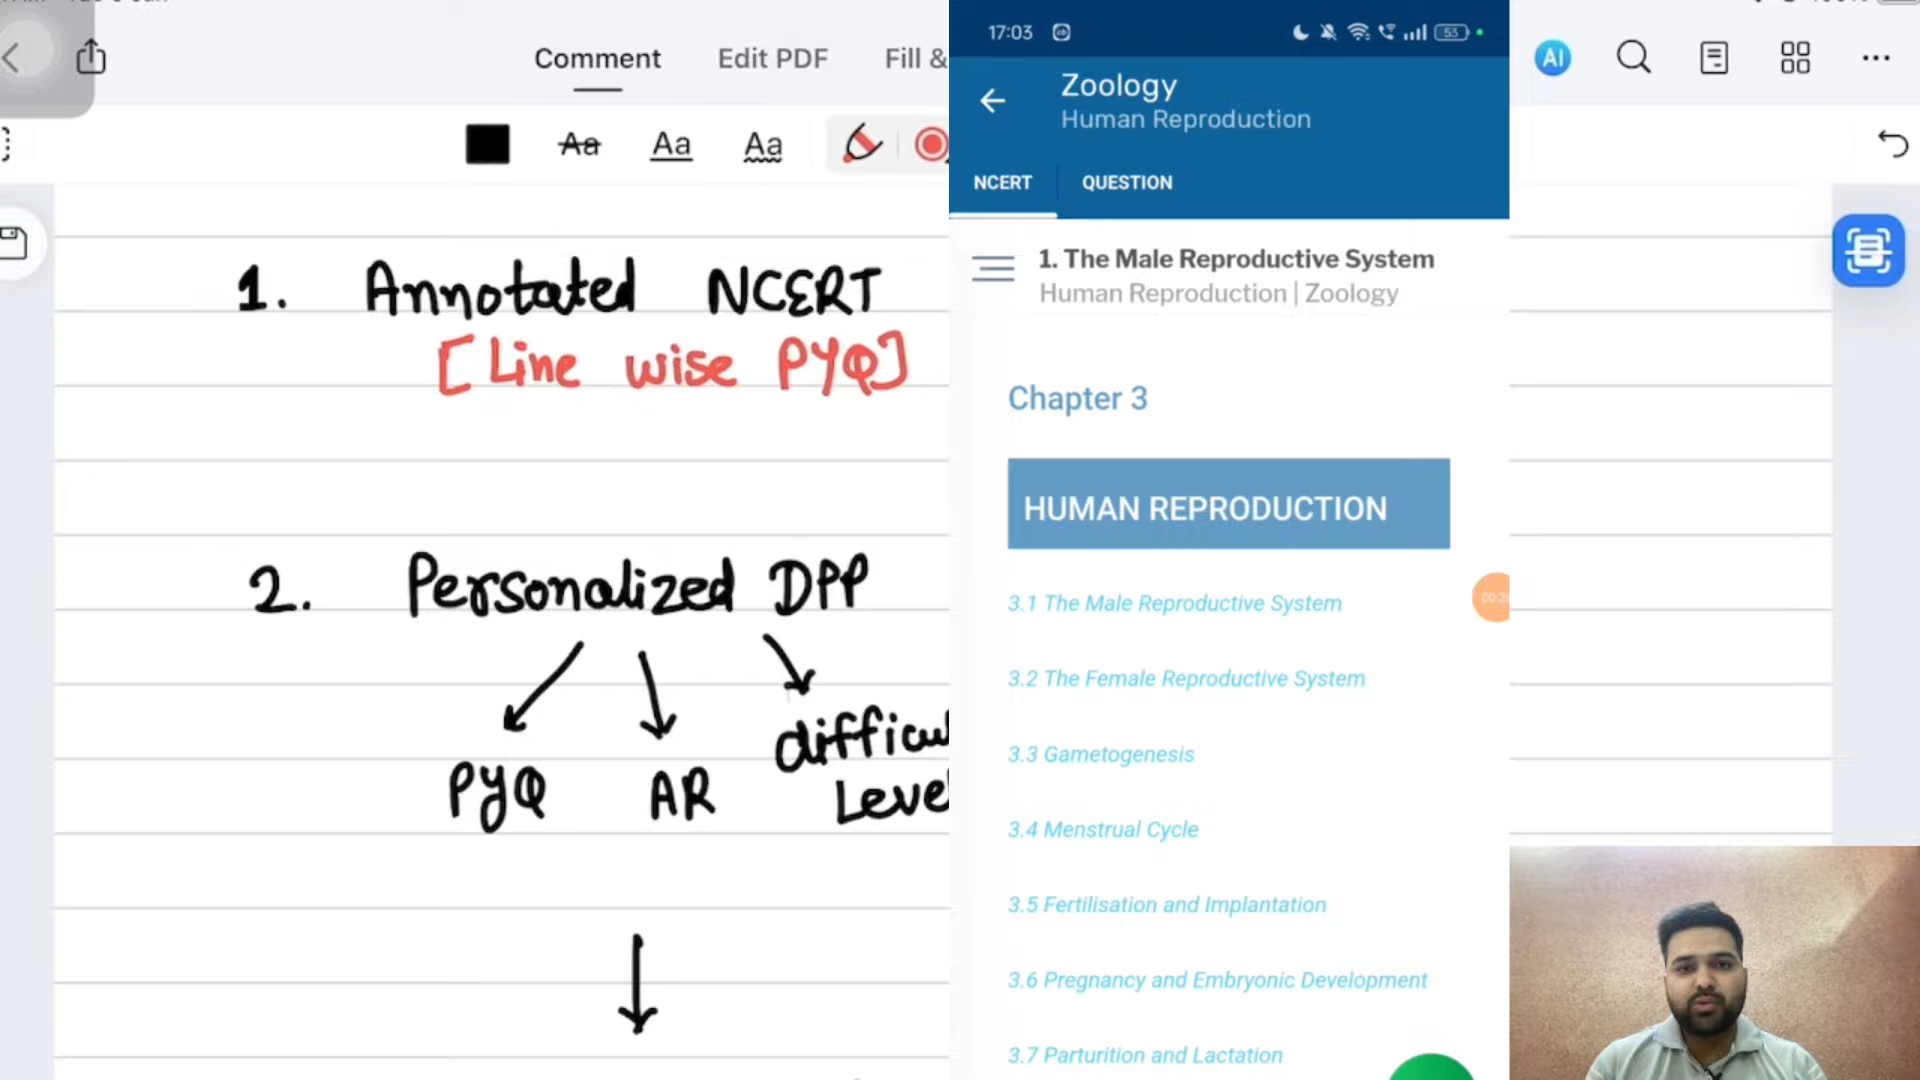 Comment Edit PDF Fill &
Aa Aa Aa
1. Annotated NCERT
[Line wise PYQ]
2. Personalized DPP
PYQ AR difficul
Level
17:03 53
Zoology
Human Reproduction
NCERT QUESTION
1. The Male Reproductive System
Human Reproduction | Zoology
Chapter 3
HUMAN REPRODUCTION
3.1 The Male Reproductive System
3.2 The Female Reproductive System
3.3 Gametogenesis
3.4 Menstrual Cycle
3.5 Fertilisation and Implantation
3.6 Pregnancy and Embryonic Development
3.7 Parturition and Lactation
AI